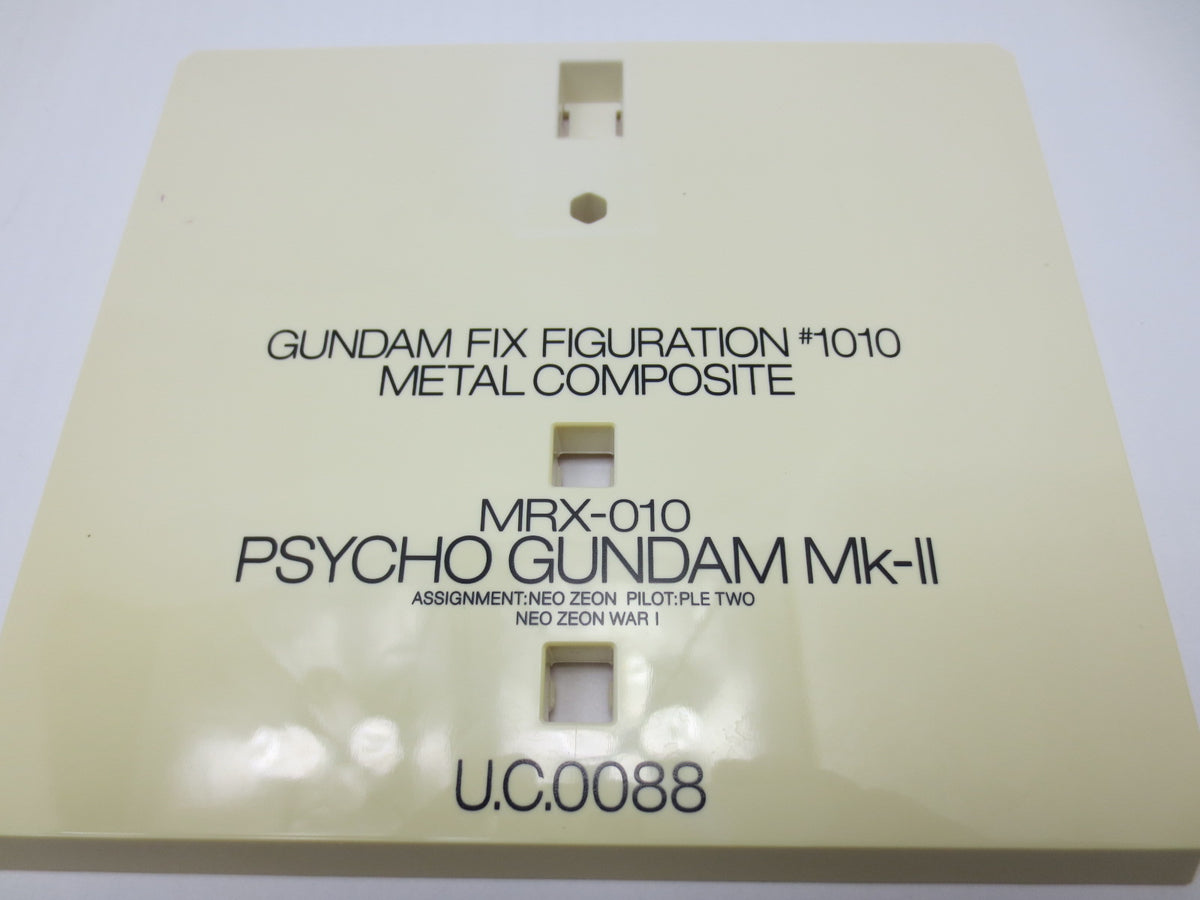 GUNDAM FIX FIGURATION #1010
METAL COMPOSITE
MRX-010
PSYCHO GUNDAM Mk-II
ASSIGNMENT:NEO ZEON PILOT:PLE TWO
NEO ZEON WAR I
U.C.0088